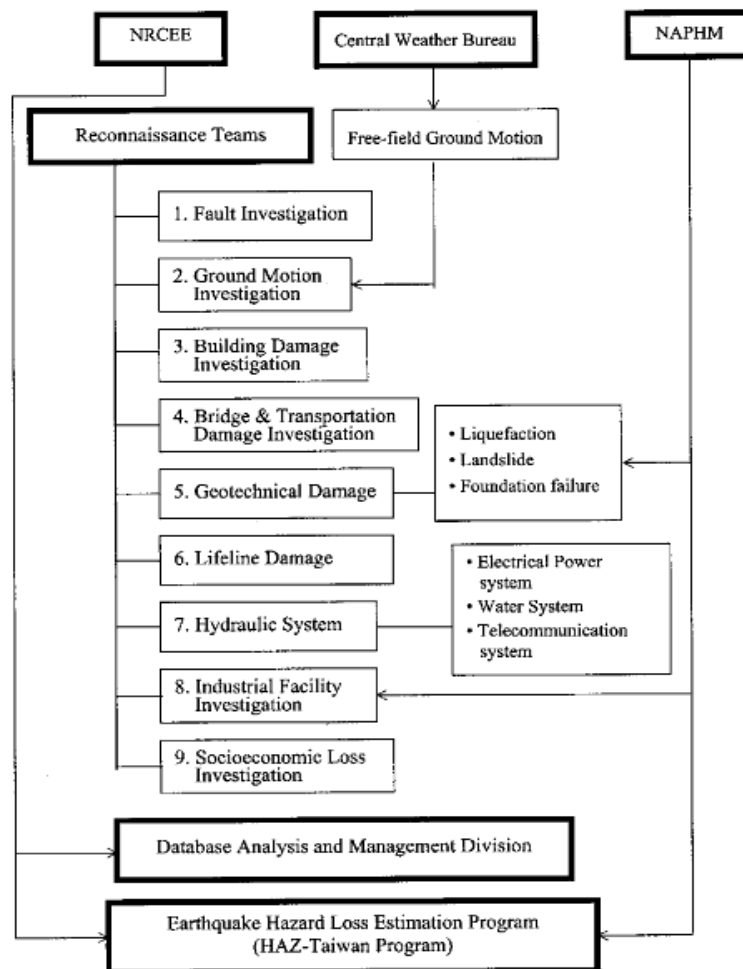 NRCEE
Central Weather Bureau
NAPHM
Reconnaissance Teams
Free-field Ground Motion
1. Fault Investigation
2. Ground Motion
Investigation
3. Building Damage
Investigation
4. Bridge & Transportation
Damage Investigation
• Liquefaction
• Landslide
• Foundation failure
5. Geotechnical Damage
6. Lifeline Damage
• Electrical Power
system
• Water System
• Telecommunication
system
7. Hydraulic System
8. Industrial Facility
Investigation
9. Socioeconomic Loss
Investigation
Database Analysis and Management Division
Earthquake Hazard Loss Estimation Program
(HAZ-Taiwan Program)